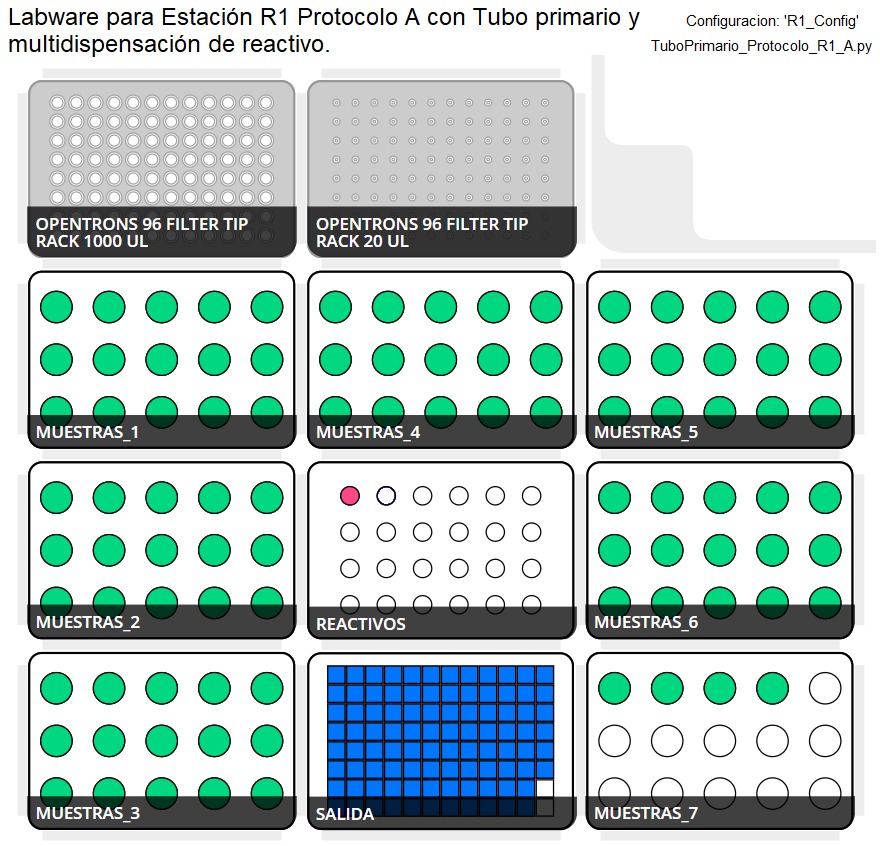 Labware para Estación R1 Protocolo A con Tubo primario y
multidispensación de reactivo.
Configuracion: 'R1_Config'
TuboPrimario_Protocolo_R1_A.py
OPENTRONS 96 FILTER TIP
RACK 1000 UL
OPENTRONS 96 FILTER TIP
RACK 20 UL
MUESTRAS_1
MUESTRAS_4
MUESTRAS_5
MUESTRAS_2
REACTIVOS
MUESTRAS_6
MUESTRAS_3
SALIDA
MUESTRAS_7